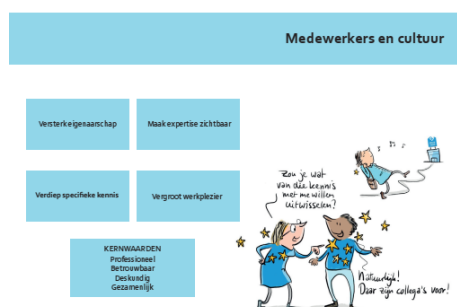 Medewerkers en cultuur
Versterk eigenaarschap
Maak expertise zichtbaar
Verdiep specifieke kennis
Vergroot werkplezier
KERNWAARDEN
Professioneel
Betrouwbaar
Deskundig
Gezamenlijk
Zou je wat
van die kennis
met me willen
uitwisselen?
Natuurlijk!
Daar zijn collega's voor!